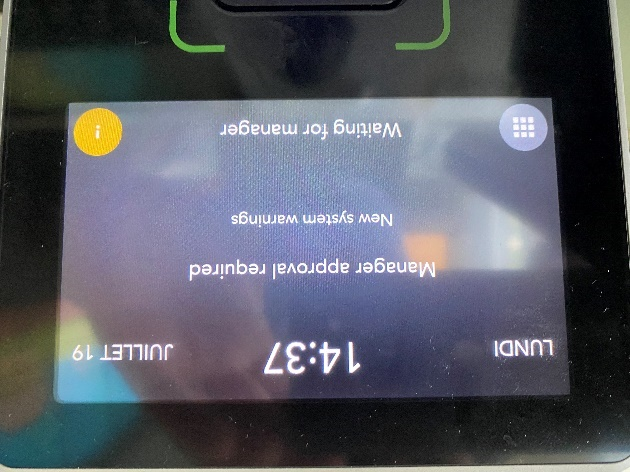 LUNDI 14:37 JUILLET 19
Manager approval required
New system warnings
Waiting for manager